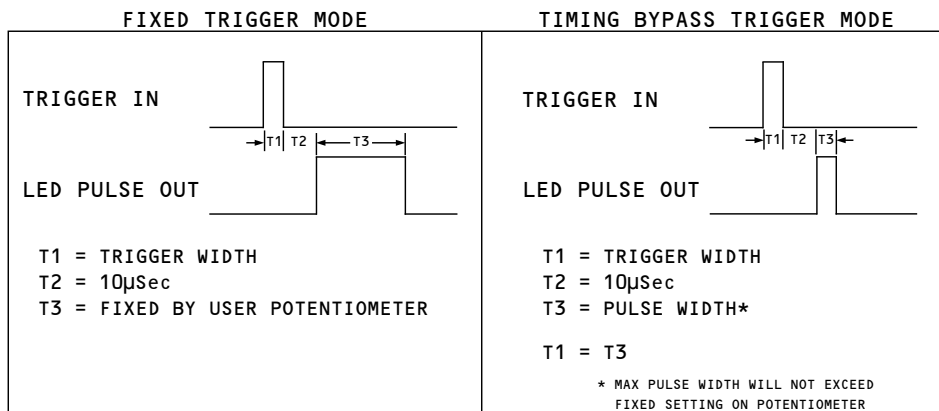 FIXED TRIGGER MODE
TRIGGER IN
T1 T2 T3
LED PULSE OUT
T1 = TRIGGER WIDTH
T2 = 10µSec
T3 = FIXED BY USER POTENTIOMETER
TIMING BYPASS TRIGGER MODE
TRIGGER IN
T1 T2 T3
LED PULSE OUT
T1 = TRIGGER WIDTH
T2 = 10µSec
T3 = PULSE WIDTH*
T1 = T3
* MAX PULSE WIDTH WILL NOT EXCEED
FIXED SETTING ON POTENTIOMETER